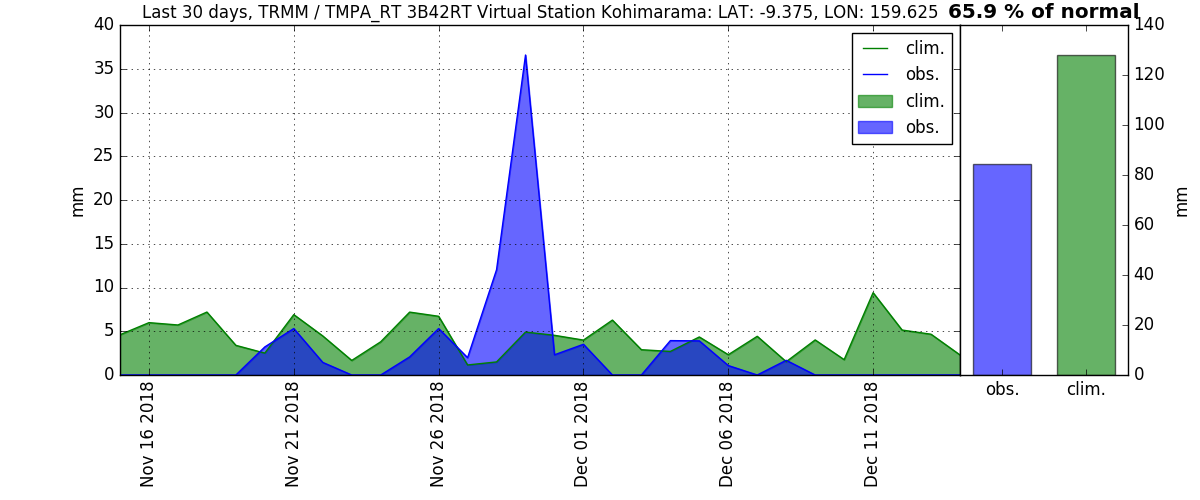 Last 30 days, TRMM / TMPA_RT 3B42RT Virtual Station Kohimarama: LAT: -9.375, LON: 159.625 65.9 % of normal
40
35
30
25
20
15
10
5
0
mm
clim.
obs.
clim.
obs.
Nov 16 2018
Nov 21 2018
Nov 26 2018
Dec 01 2018
Dec 06 2018
Dec 11 2018
140
120
100
80
60
40
20
0
mm
obs. clim.